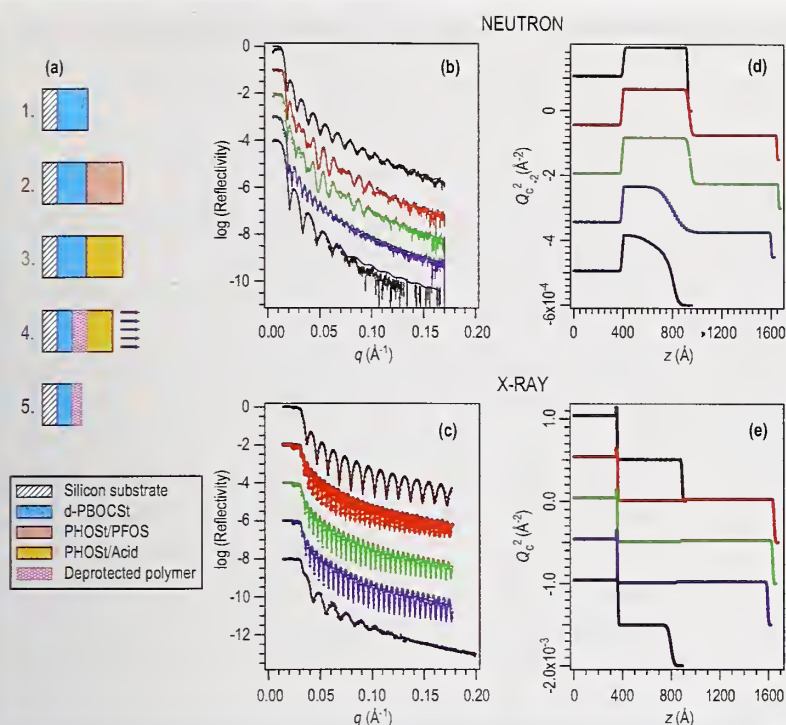 NEUTRON
(a)
1.
2.
3.
4.
5.
Silicon substrate
d-PBOCSt
PHOSt/PFOS
PHOSt/Acid
Deprotected polymer
(b)
log (Reflectivity)
0
-2
-4
-6
-8
-10
0.00 0.05 0.10 0.15 0.20
q (Å-1)
(d)
Qc2 (Å-2)
0
-2
-4
-6x10-4
0 400 800 1200 1600
z (Å)
X-RAY
(c)
log (Reflectivity)
0
-2
-4
-6
-8
-10
-12
0.00 0.05 0.10 0.15 0.20
q (Å-1)
(e)
Qc2 (Å-2)
1.0
0.0
-1.0
-2.0x10-3
0 400 800 1200 1600
z (Å)